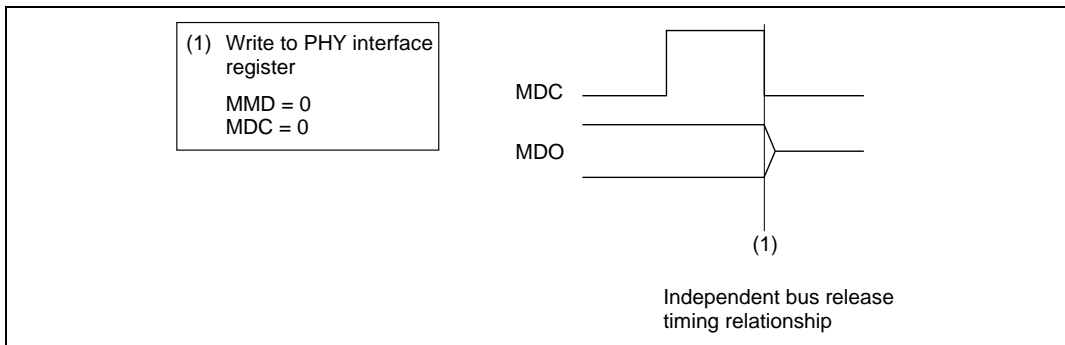 (1) Write to PHY interface
register
MMD = 0
MDC = 0
MDC
MDO
(1)
Independent bus release
timing relationship